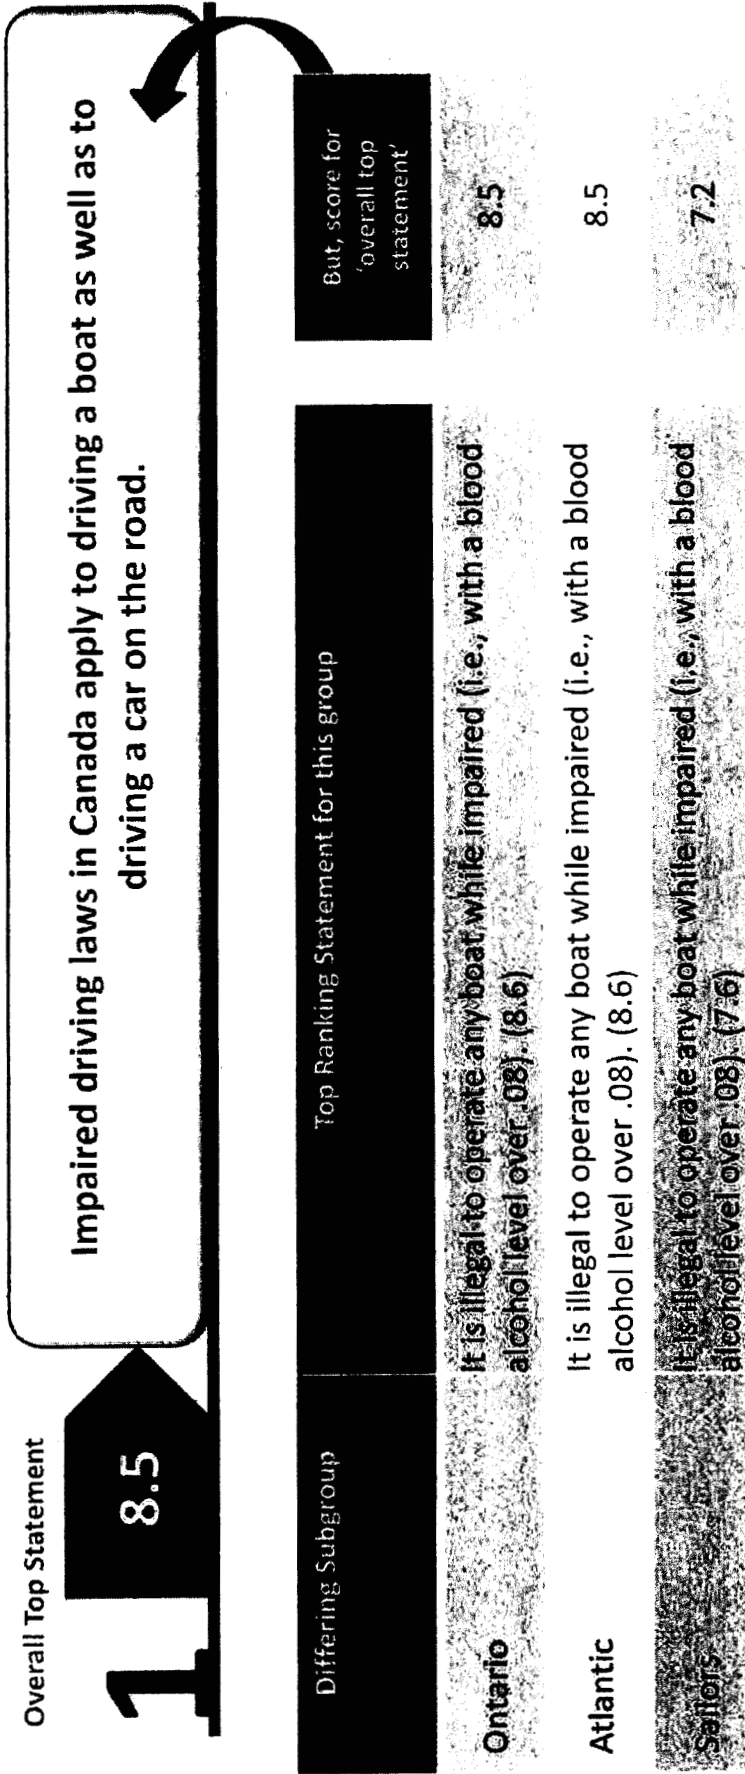 Overall Top Statement
1
8.5
Impaired driving laws in Canada apply to driving a boat as well as to
driving a car on the road.
Differing Subgroup
Top Ranking Statement for this group
But, score for
'overall top
statement'
Ontario
It is illegal to operate any boat while impaired (i.e., with a blood
alcohol level over .08). (8.6)
8.5
Atlantic
It is illegal to operate any boat while impaired (i.e., with a blood
alcohol level over .08). (8.6)
8.5
Sailors
It is illegal to operate any boat while impaired (i.e., with a blood
alcohol level over .08). (7.6)
7.2